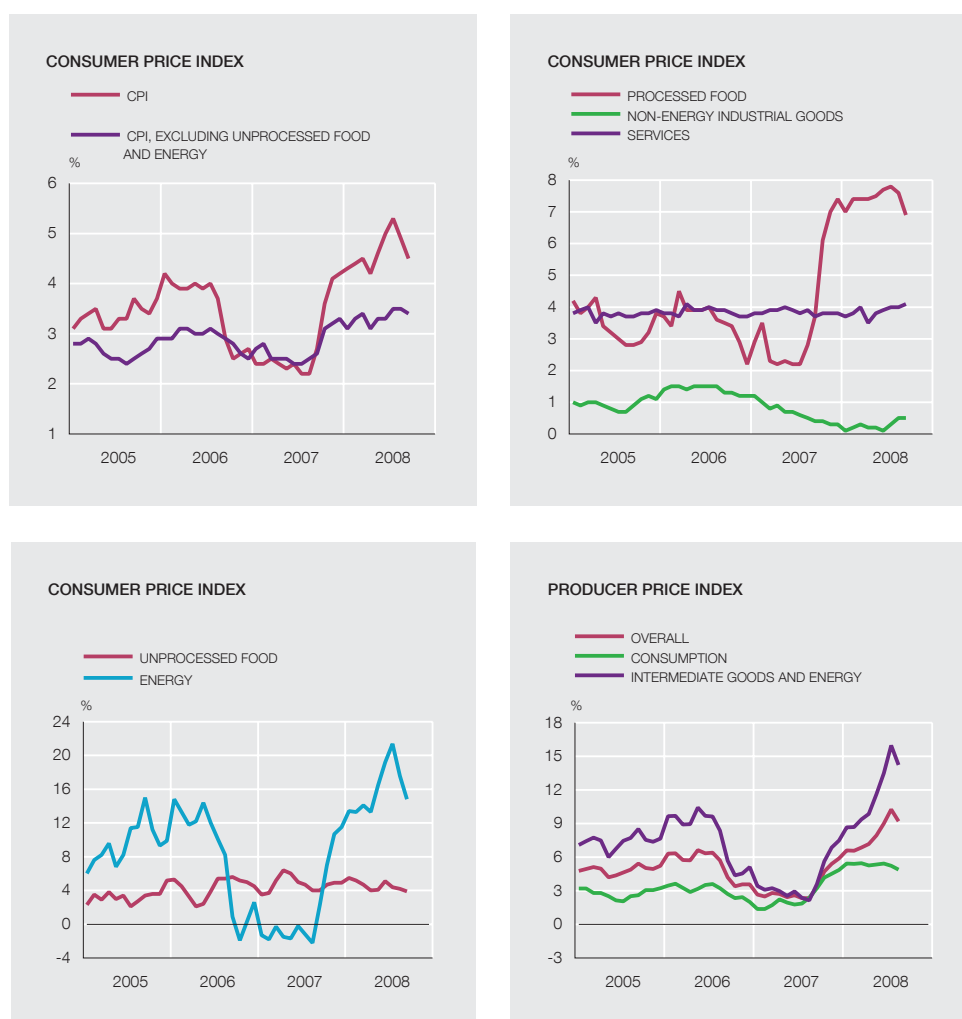 CONSUMER PRICE INDEX
CPI
CPI, EXCLUDING UNPROCESSED FOOD
AND ENERGY
%
6
5
4
3
2
1
2005 2006 2007 2008
CONSUMER PRICE INDEX
PROCESSED FOOD
NON-ENERGY INDUSTRIAL GOODS
SERVICES
%
8
7
6
5
4
3
2
1
0
2005 2006 2007 2008
CONSUMER PRICE INDEX
UNPROCESSED FOOD
ENERGY
%
24
20
16
12
8
4
0
-4
2005 2006 2007 2008
PRODUCER PRICE INDEX
OVERALL
CONSUMPTION
INTERMEDIATE GOODS AND ENERGY
%
18
15
12
9
6
3
0
-3
2005 2006 2007 2008